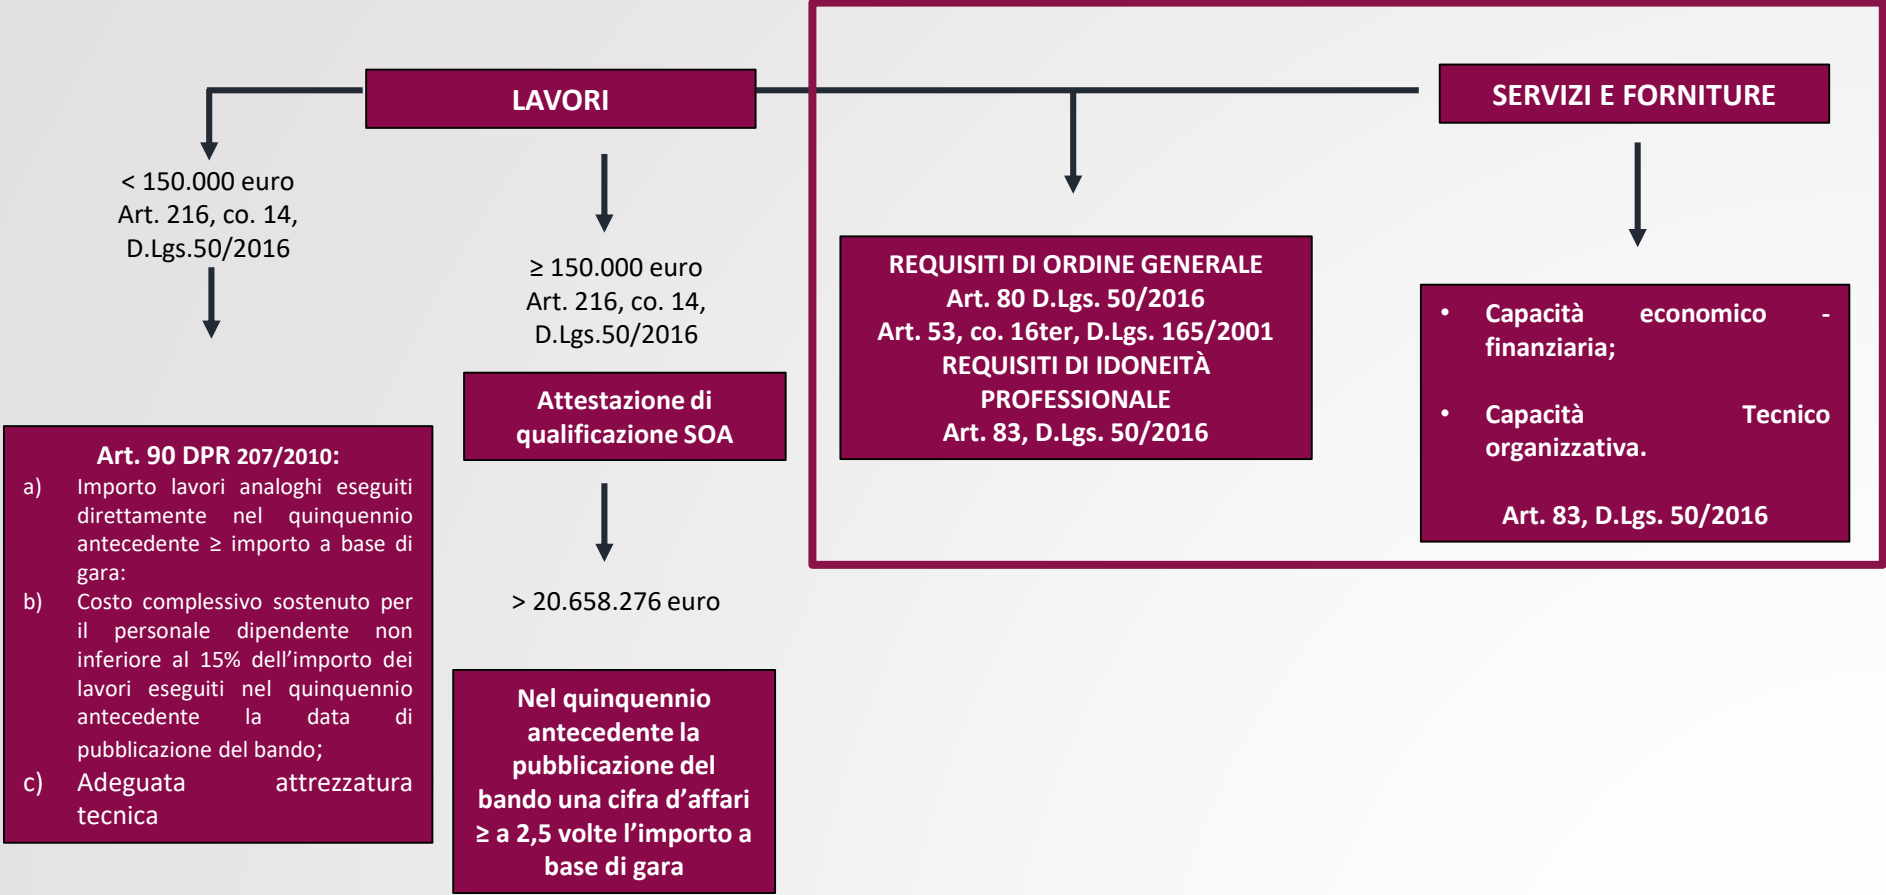 LAVORI
SERVIZI E FORNITURE
< 150.000 euro
Art. 216, co. 14,
D.Lgs.50/2016
≥ 150.000 euro
Art. 216, co. 14,
D.Lgs.50/2016
Attestazione di
qualificazione SOA
> 20.658.276 euro
Nel quinquennio
antecedente la
pubblicazione del
bando una cifra d’affari
≥ a 2,5 volte l’importo a
base di gara
Art. 90 DPR 207/2010:
a) Importo lavori analoghi eseguiti
direttamente nel quinquennio
antecedente ≥ importo a base di
gara:
b) Costo complessivo sostenuto per
il personale dipendente non
inferiore al 15% dell’importo dei
lavori eseguiti nel quinquennio
antecedente la data di
pubblicazione del bando;
c) Adeguata attrezzatura
tecnica
REQUISITI DI ORDINE GENERALE
Art. 80 D.Lgs. 50/2016
Art. 53, co. 16ter, D.Lgs. 165/2001
REQUISITI DI IDONEITÀ
PROFESSIONALE
Art. 83, D.Lgs. 50/2016
• Capacità economico -
finanziaria;
• Capacità Tecnico
organizzativa.
Art. 83, D.Lgs. 50/2016